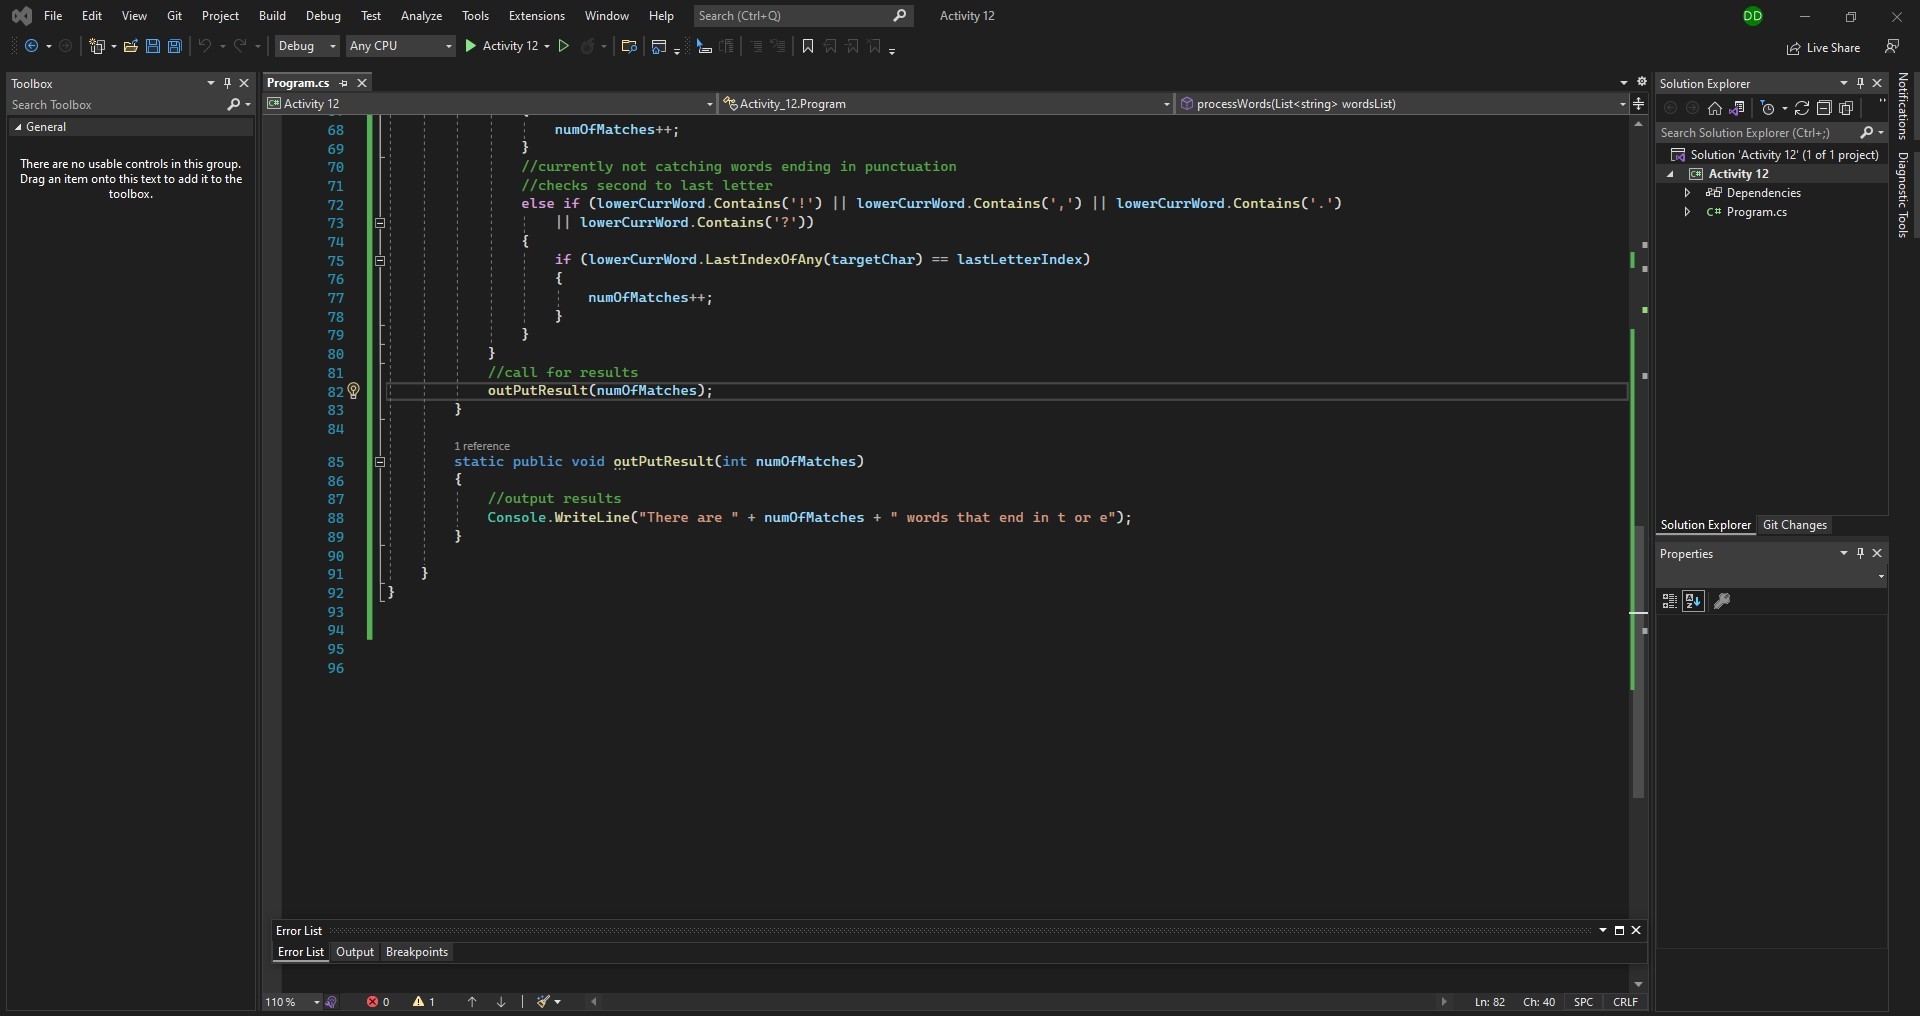 File Edit View Git Project Build Debug Test Analyze Tools Extensions Window Help Search (Ctrl+Q) Activity 12 DD
Debug Any CPU Activity 12 Live Share
Toolbox
Search Toolbox
General
There are no usable controls in this group.
Drag an item onto this text to add it to the
toolbox.
Program.cs
Activity 12 Activity_12.Program processWords(List<string> wordsList)
68 numOfMatches++;
69 }
70 //currently not catching words ending in punctuation
71 //checks second to last letter
72 else if (lowerCurrWord.Contains('!') || lowerCurrWord.Contains(',') || lowerCurrWord.Contains('.')
73 || lowerCurrWord.Contains('?'))
74 {
75 if (lowerCurrWord.LastIndexOfAny(targetChar) == lastLetterIndex)
76 {
77 numOfMatches++;
78 }
79 }
80 }
81 //call for results
82 outPutResult(numOfMatches);
83 }
84
1 reference
85 static public void outPutResult(int numOfMatches)
86 {
87 //output results
88 Console.WriteLine("There are " + numOfMatches + " words that end in t or e");
89 }
90
91 }
92 }
93
94
95
96
Error List
Error List Output Breakpoints
110 % 0 1 Ln: 82 Ch: 40 SPC CRLF
Solution Explorer
Search Solution Explorer (Ctrl+;)
Solution 'Activity 12' (1 of 1 project)
Activity 12
Dependencies
C# Program.cs
Solution Explorer Git Changes
Properties
Notifications
Diagnostic Tools